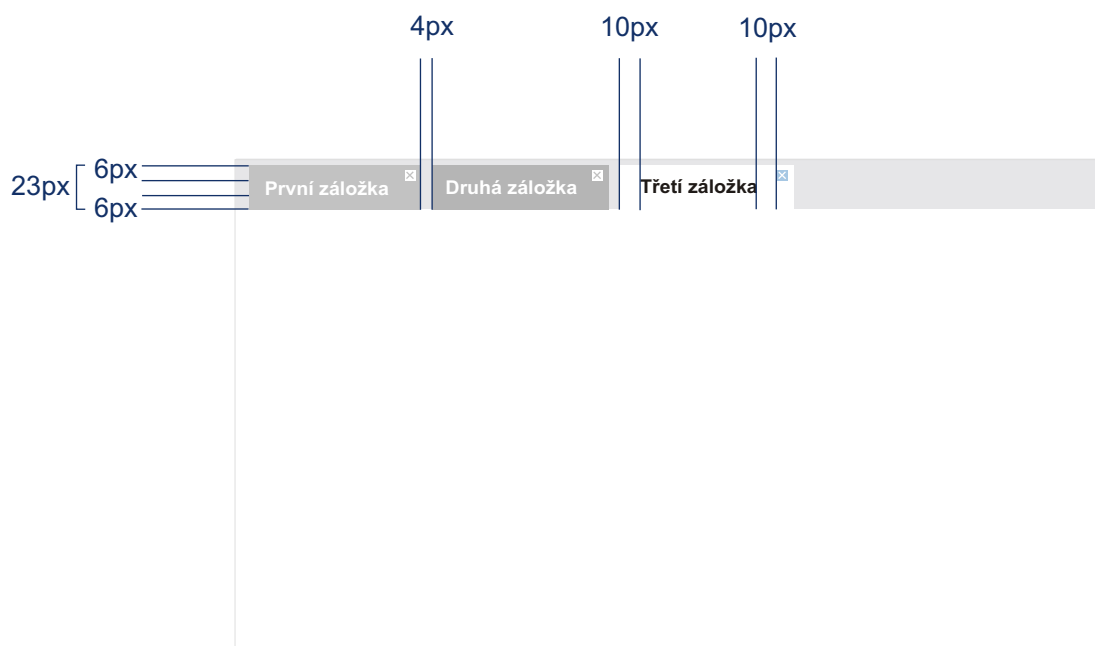 4px 10px 10px
6px
23px
6px
První záložka Druhá záložka Třetí záložka